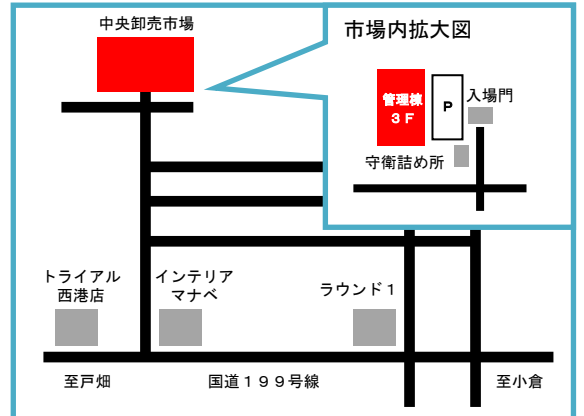 中央卸売市場
市場内拡大図
管理棟
３Ｆ
Ｐ
入場門
守衛詰め所
トライアル
西港店
インテリア
マナベ
ラウンド１
至戸畑
国道１９９号線
至小倉